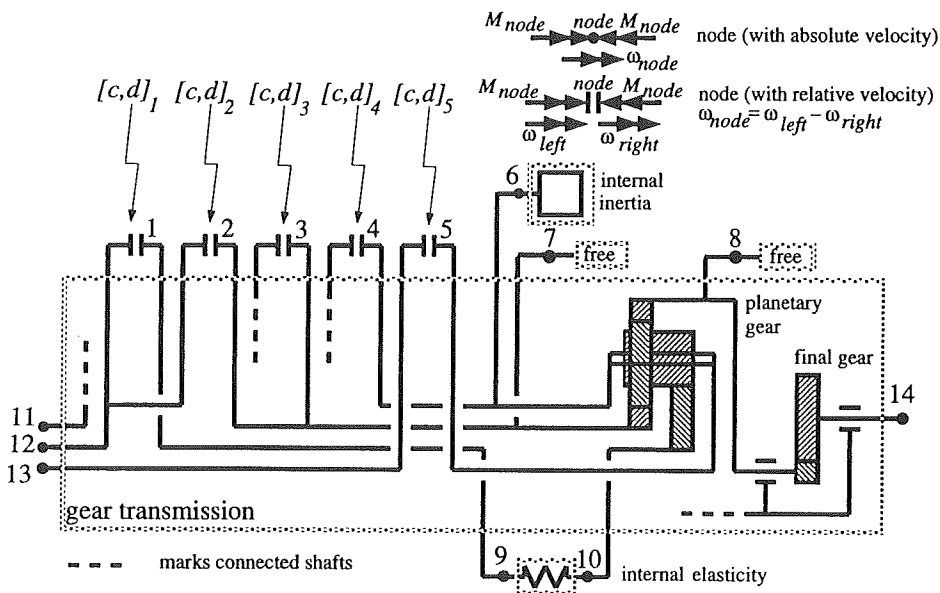 M_node node M_node node (with absolute velocity)
ω_node
M_node node M_node node (with relative velocity)
ω_node = ω_left - ω_right
ω_left ω_right
[c,d]_1 [c,d]_2 [c,d]_3 [c,d]_4 [c,d]_5
6 internal
inertia
1 2 3 4 5 7 free 8 free
planetary
gear
final gear
14
11
12
13
gear transmission
marks connected shafts
9 10 internal elasticity